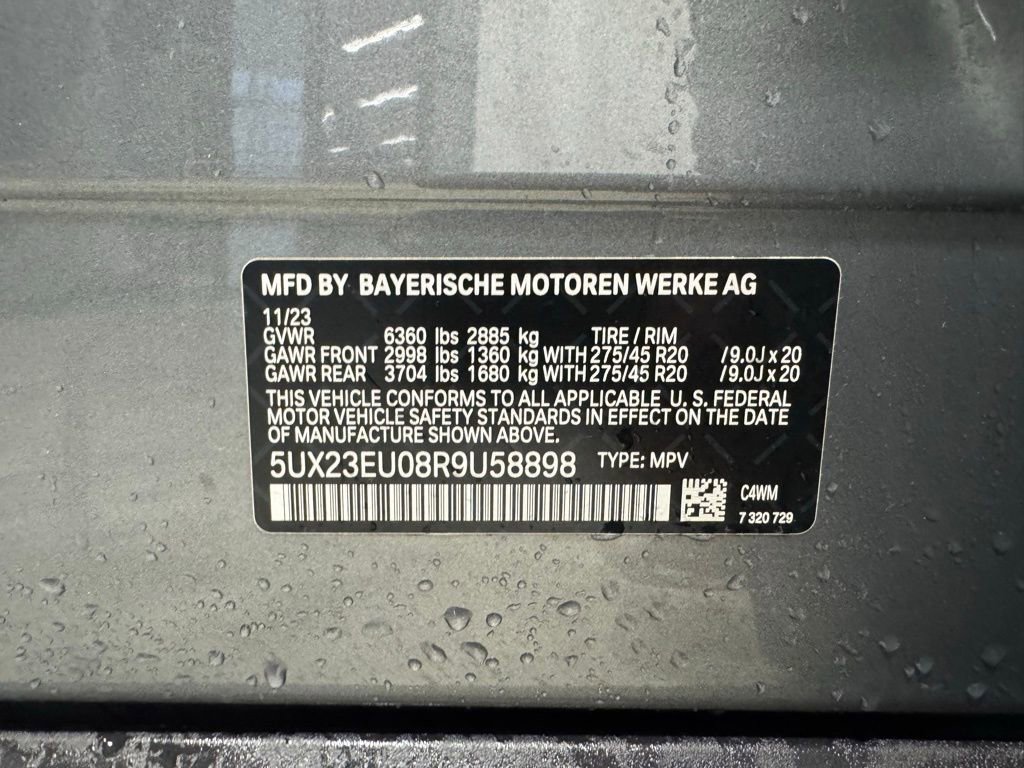 MFD BY BAYERISCHE MOTOREN WERKE AG
11/23
GVWR 6360 lbs 2885 kg TIRE / RIM
GAWR FRONT 2998 lbs 1360 kg WITH 275/45 R20 / 9.0J x 20
GAWR REAR 3704 lbs 1680 kg WITH 275/45 R20 / 9.0J x 20
THIS VEHICLE CONFORMS TO ALL APPLICABLE U. S. FEDERAL
MOTOR VEHICLE SAFETY STANDARDS IN EFFECT ON THE DATE
OF MANUFACTURE SHOWN ABOVE.
5UX23EU08R9U58898 TYPE: MPV
C4WM
7 320 729